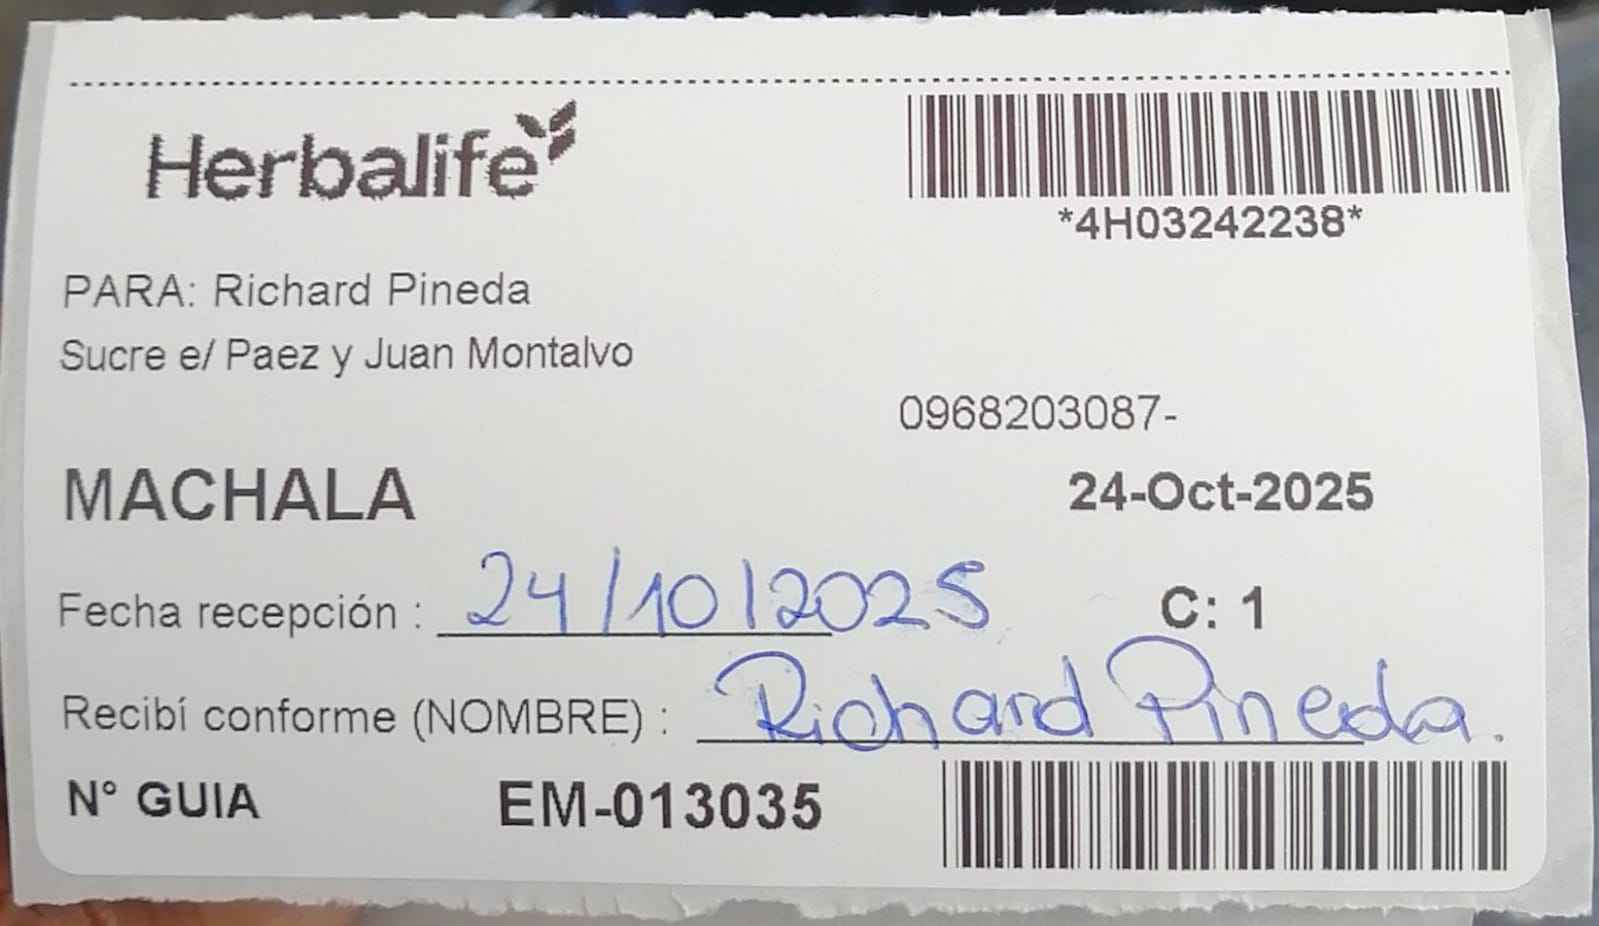 Herbalife
*4H03242238*
PARA: Richard Pineda
Sucre e/ Paez y Juan Montalvo
0968203087-
MACHALA
24-Oct-2025
Fecha recepción : 24/10/2025
C: 1
Recibí conforme (NOMBRE) : Richard Pineda.
N° GUIA EM-013035